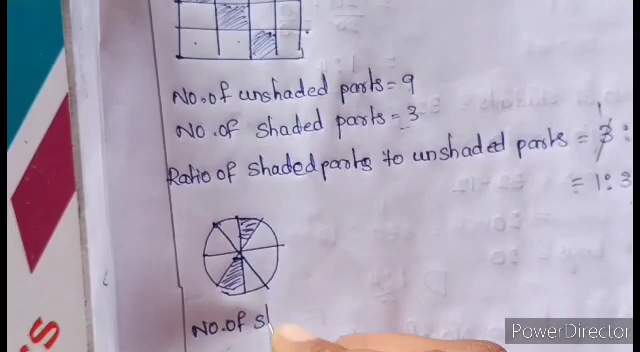 No. of unshaded parts = 9
No. of shaded parts = 3
Ratio of shaded parts to unshaded parts = 3 :
= 1 : 3
No. of s
PowerDirector